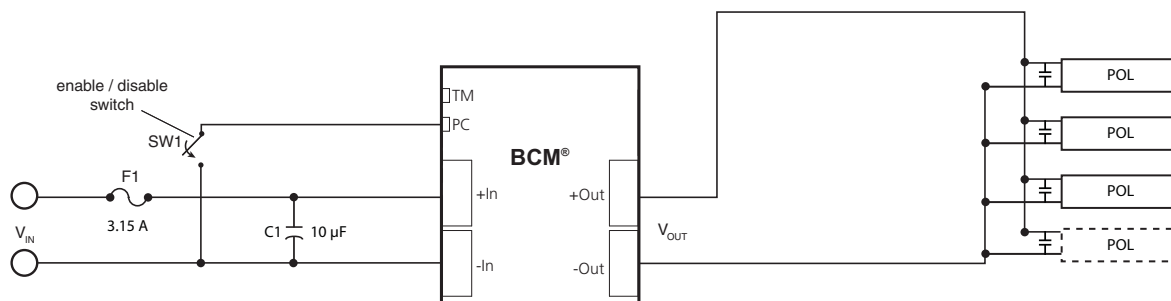 enable / disable
switch
SW1
F1
3.15 A
V_IN
C1
10 µF
TM
PC
BCM®
+In
-In
+Out
-Out
V_OUT
POL
POL
POL
POL